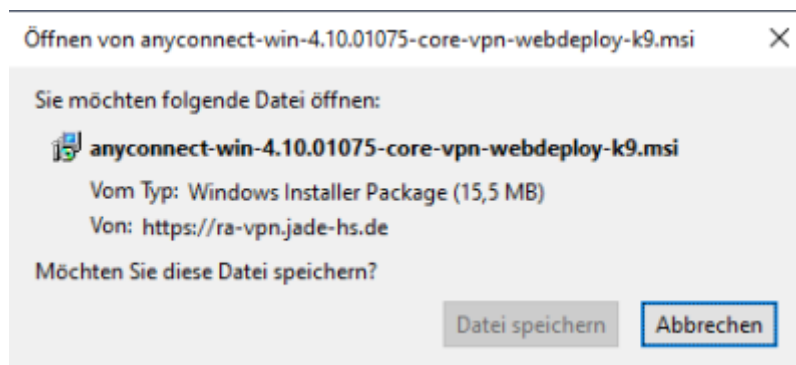 Öffnen von anyconnect-win-4.10.01075-core-vpn-webdeploy-k9.msi
Sie möchten folgende Datei öffnen:
anyconnect-win-4.10.01075-core-vpn-webdeploy-k9.msi
Vom Typ: Windows Installer Package (15,5 MB)
Von: https://ra-vpn.jade-hs.de
Möchten Sie diese Datei speichern?
Datei speichern Abbrechen